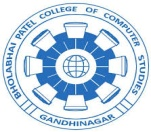 BHOLABHAI PATEL COLLEGE OF COMPUTER STUDIES
GANDHINAGAR